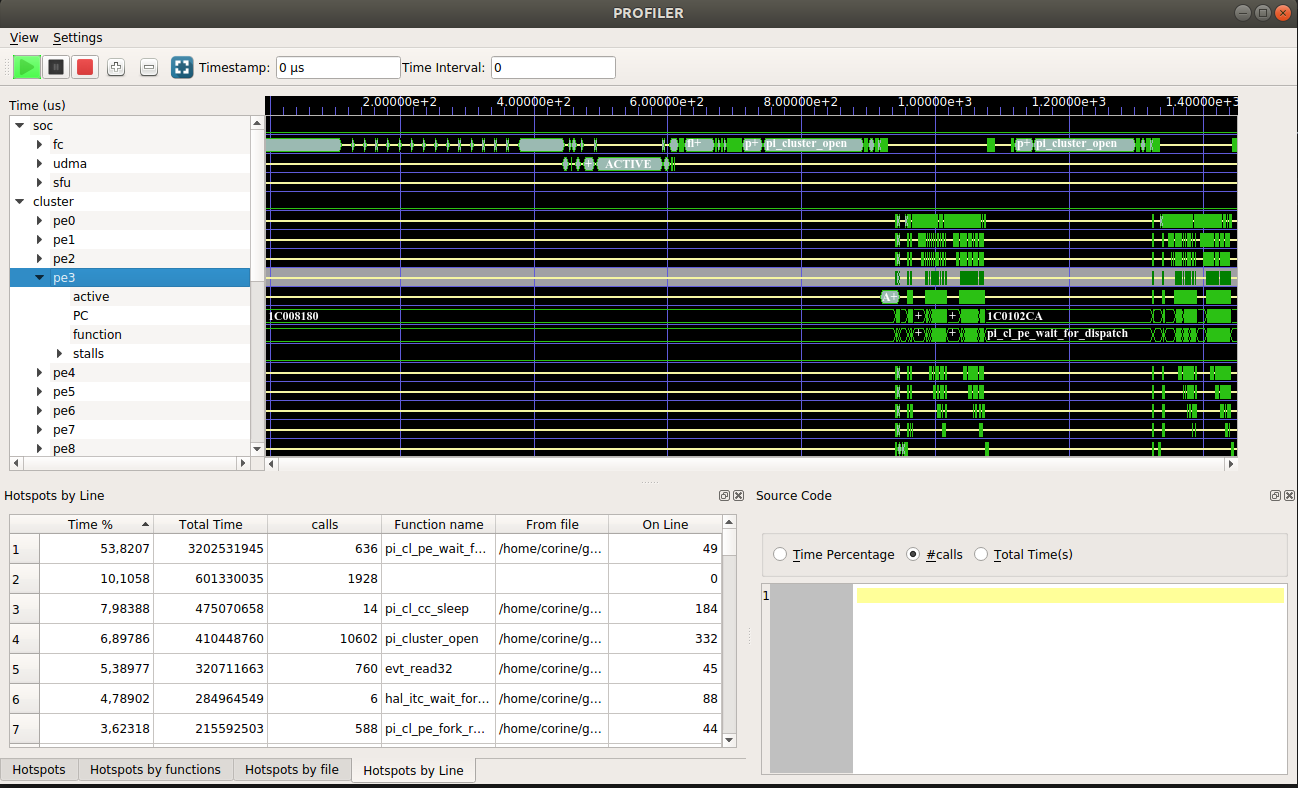 PROFILER
View Settings
Timestamp: 0 µs Time Interval: 0
Time (us) 2.00000e+2 4.00000e+2 6.00000e+2 8.00000e+2 1.00000e+3 1.20000e+3 1.40000e+3
soc
fc p+ pi_cluster_open p+ pi_cluster_open
udma + ACTIVE
sfu
cluster
pe0
pe1
pe2
pe3
active A+
PC 1C008180 + + 1C0102CA
function + + pi_cl_pe_wait_for_dispatch
stalls
pe4
pe5
pe6
pe7
pe8
Hotspots by Line
Time % Total Time calls Function name From file On Line
1 53,8207 3202531945 636 pi_cl_pe_wait_f... /home/corine/g... 49
2 10,1058 601330035 1928 0
3 7,98388 475070658 14 pi_cl_cc_sleep /home/corine/g... 184
4 6,89786 410448760 10602 pi_cluster_open /home/corine/g... 332
5 5,38977 320711663 760 evt_read32 /home/corine/g... 45
6 4,78902 284964549 6 hal_itc_wait_for... /home/corine/g... 88
7 3,62318 215592503 588 pi_cl_pe_fork_r... /home/corine/g... 44
Hotspots Hotspots by functions Hotspots by file Hotspots by Line
Source Code
Time Percentage #calls Total Time(s)
1